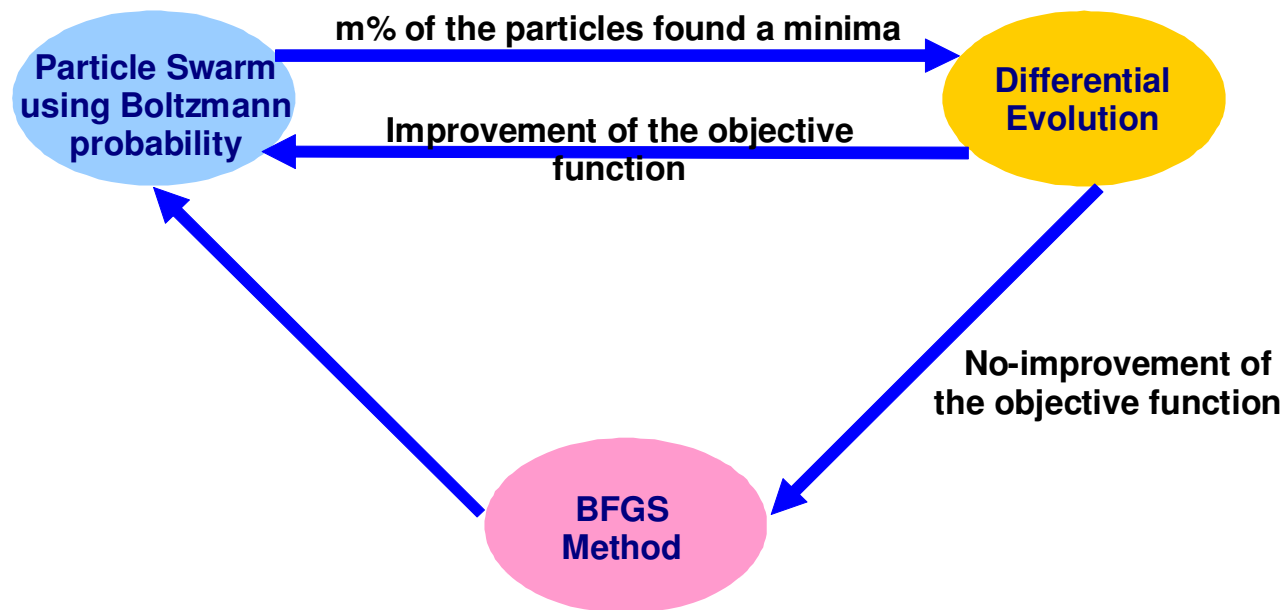 m% of the particles found a minima
Particle Swarm
using Boltzmann
probability
Differential
Evolution
Improvement of the objective
function
No-improvement of
the objective function
BFGS
Method